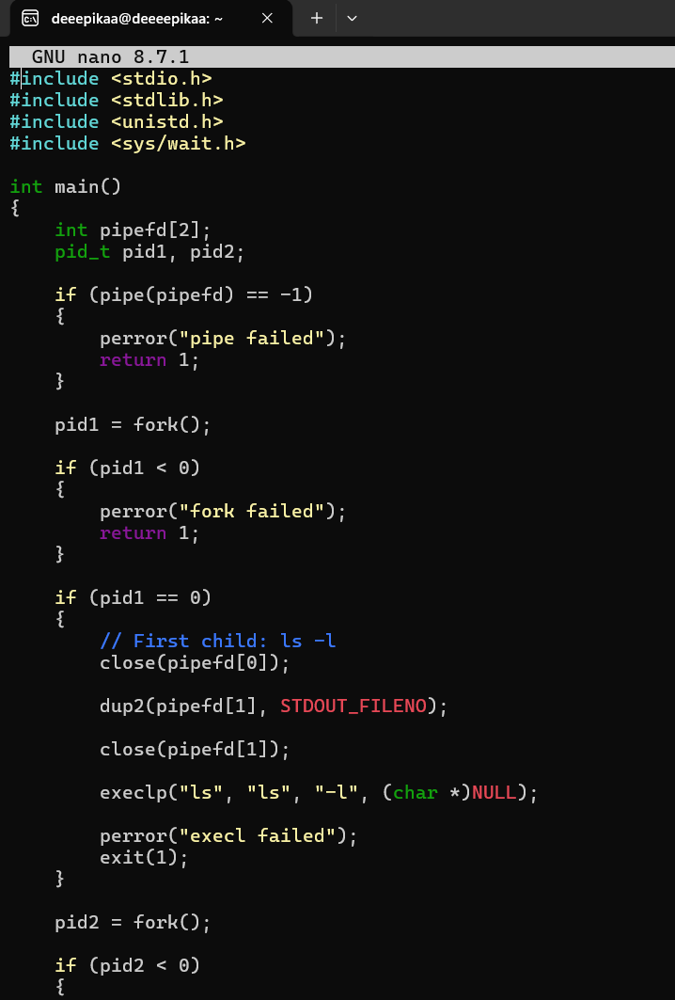 deeepikaa@deeeepikaa: ~
GNU nano 8.7.1
#include <stdio.h>
#include <stdlib.h>
#include <unistd.h>
#include <sys/wait.h>

int main()
{
    int pipefd[2];
    pid_t pid1, pid2;

    if (pipe(pipefd) == -1)
    {
        perror("pipe failed");
        return 1;
    }

    pid1 = fork();

    if (pid1 < 0)
    {
        perror("fork failed");
        return 1;
    }

    if (pid1 == 0)
    {
        // First child: ls -l
        close(pipefd[0]);

        dup2(pipefd[1], STDOUT_FILENO);

        close(pipefd[1]);

        execlp("ls", "ls", "-l", (char *)NULL);

        perror("execl failed");
        exit(1);
    }

    pid2 = fork();

    if (pid2 < 0)
    {